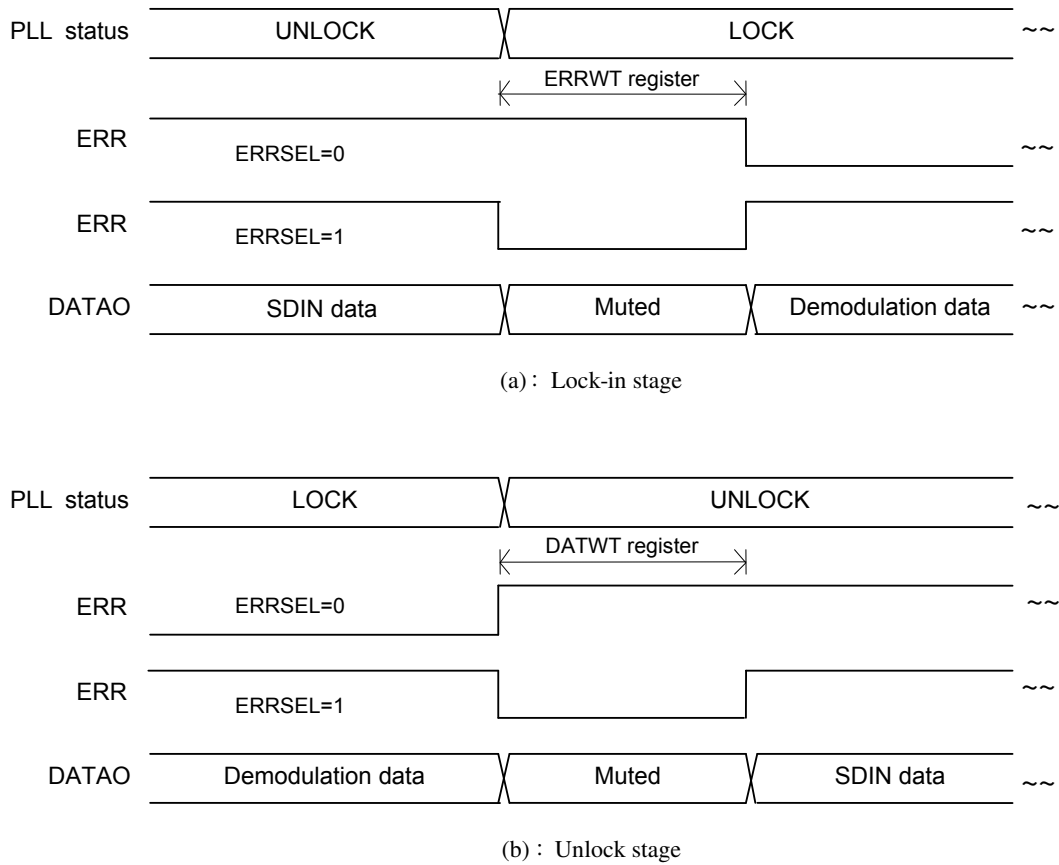 PLL status UNLOCK LOCK ~~
ERRWT register
ERR ERRSEL=0 ~~
ERR ERRSEL=1 ~~
DATAO SDIN data Muted Demodulation data ~~
(a)： Lock-in stage
PLL status LOCK UNLOCK ~~
DATWT register
ERR ERRSEL=0 ~~
ERR ERRSEL=1 ~~
DATAO Demodulation data Muted SDIN data ~~
(b)： Unlock stage